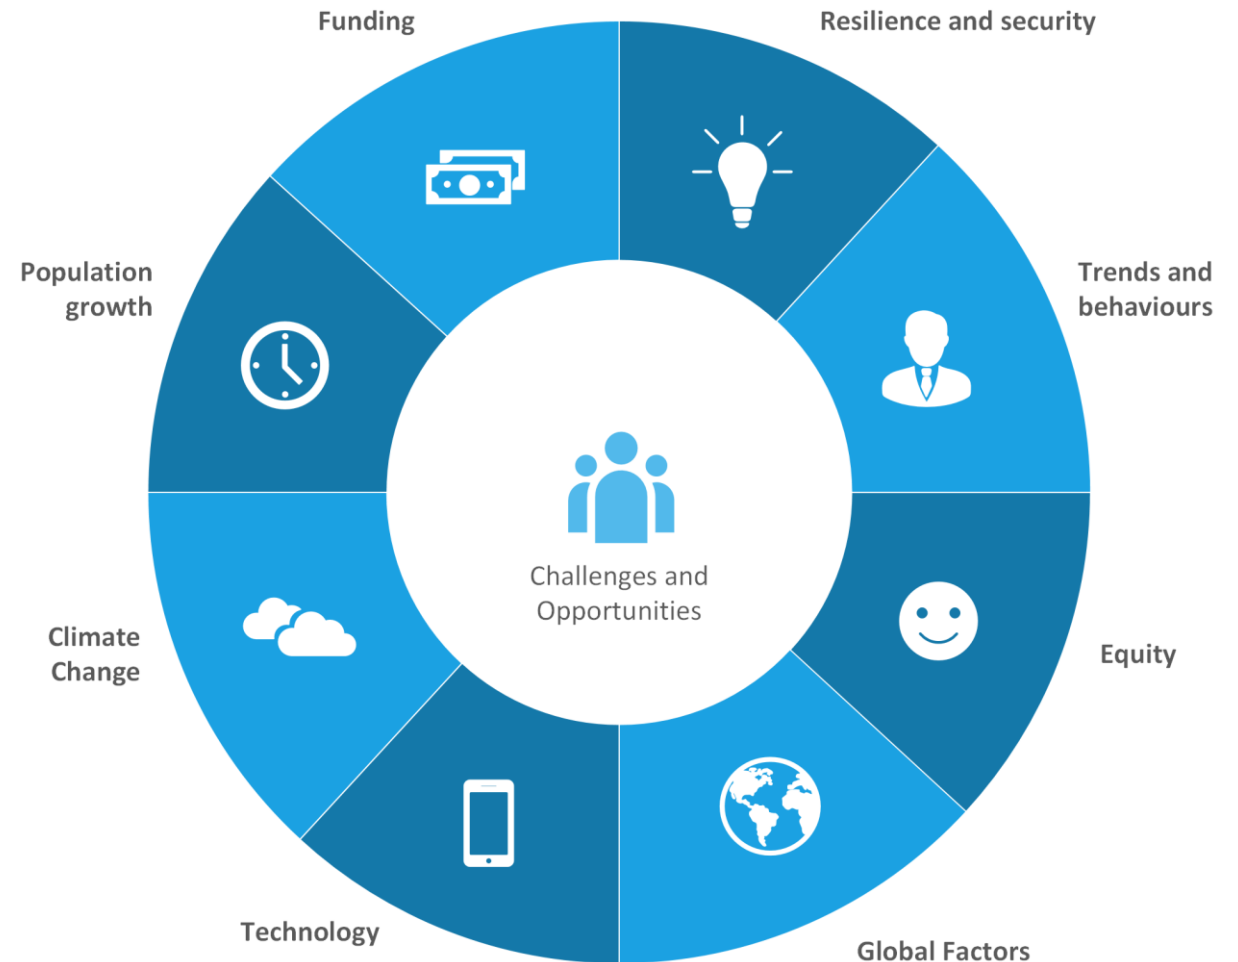 Funding
Resilience and security
Population
growth
Trends and
behaviours
Challenges and
Opportunities
Climate
Change
Equity
Technology
Global Factors